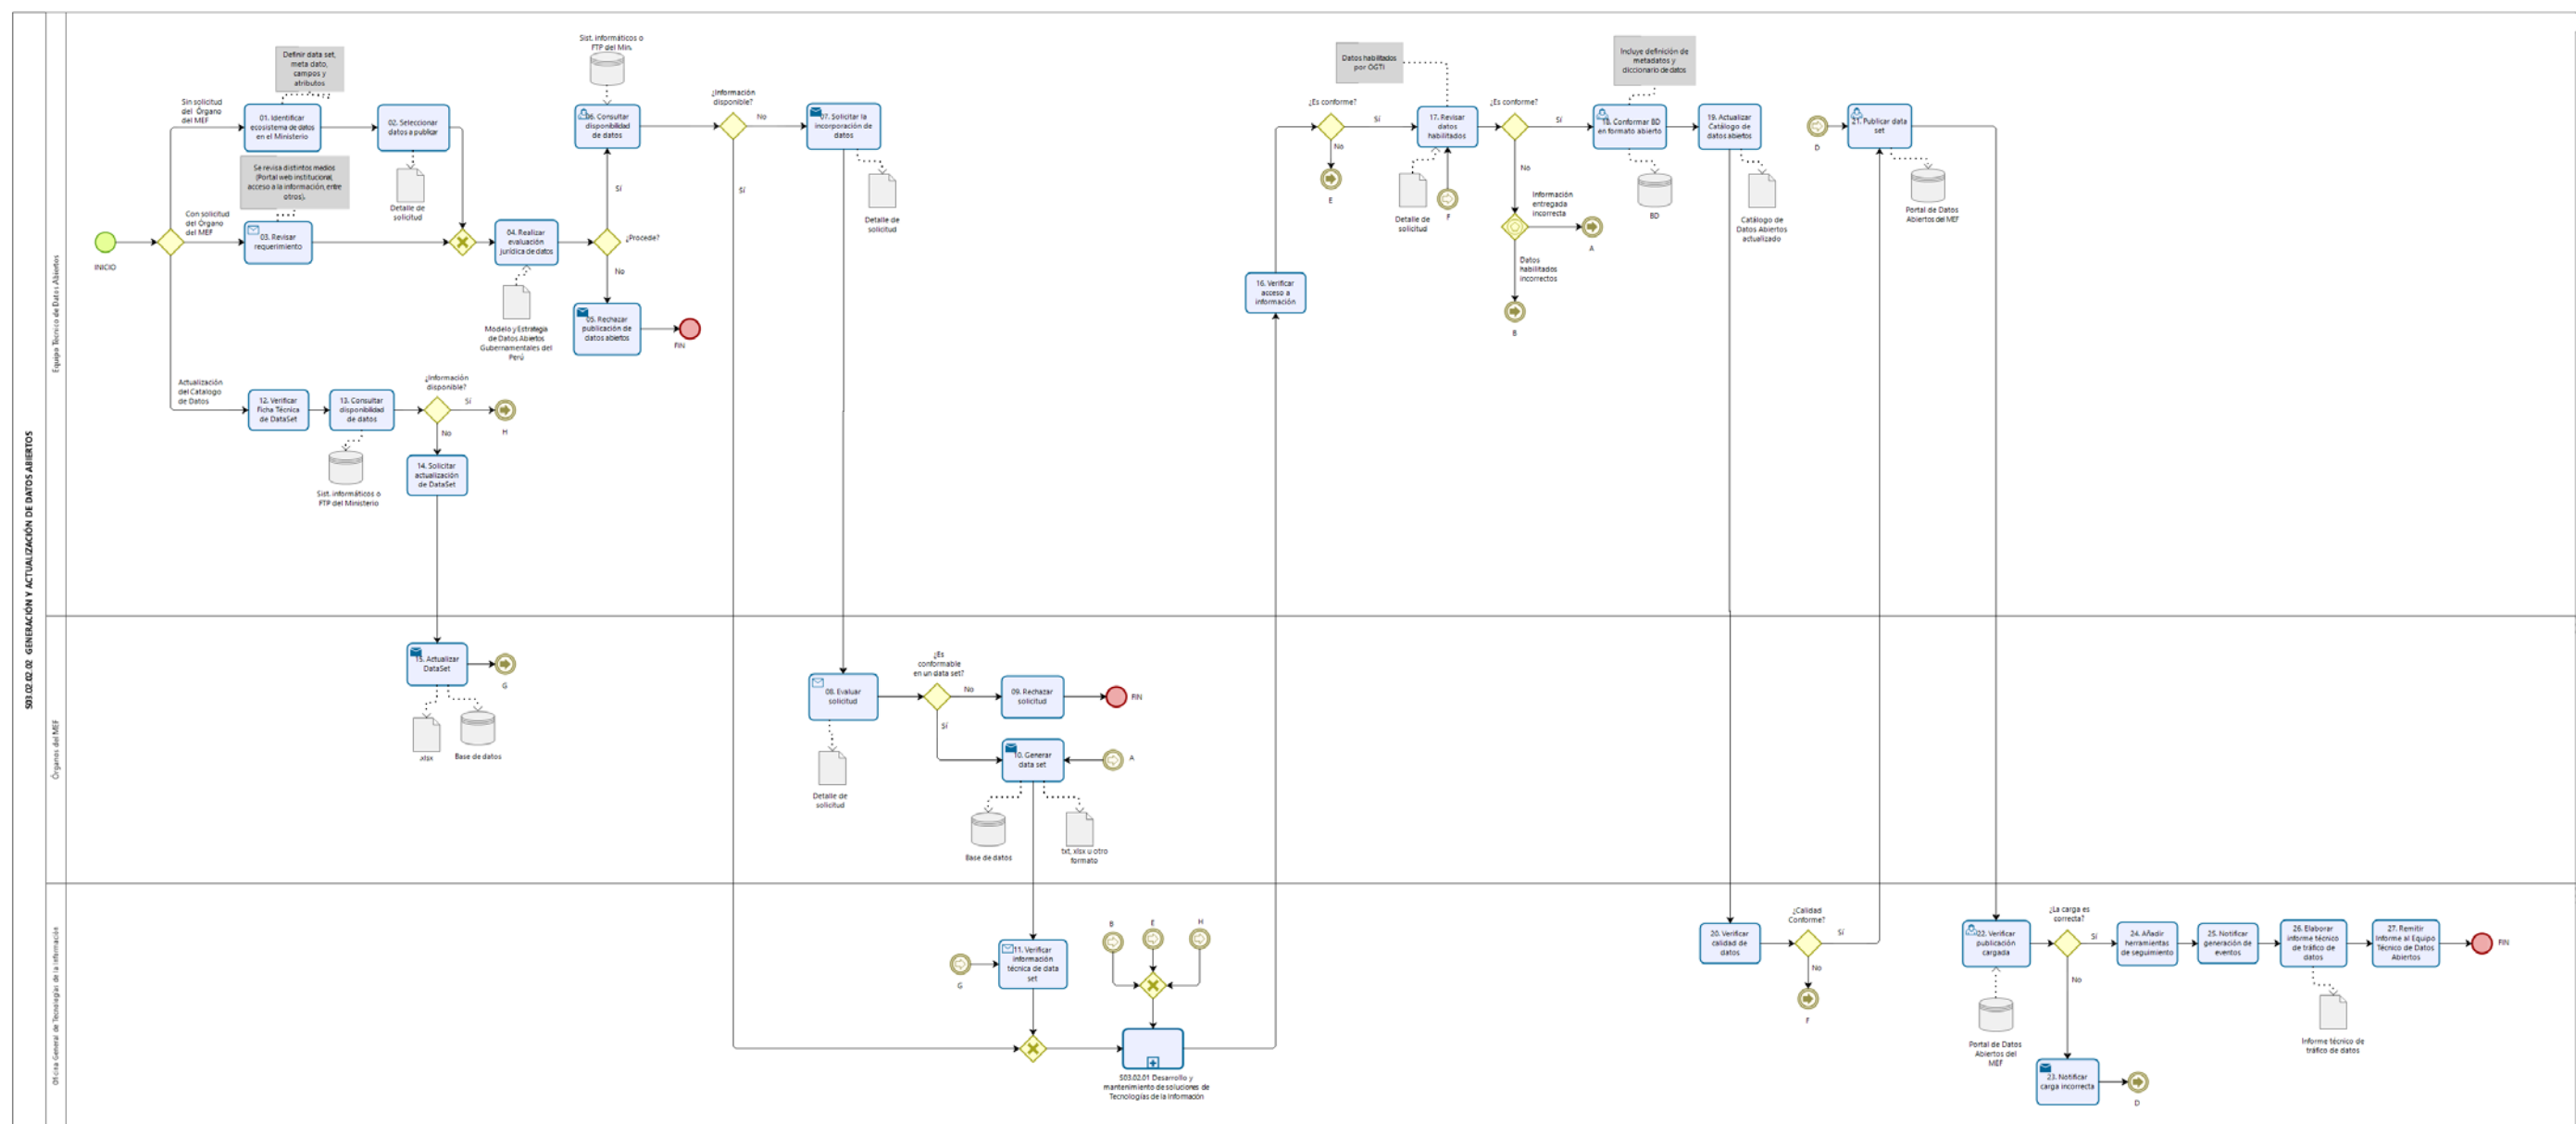 S03.02.02 GENERACIÓN Y ACTUALIZACIÓN DE DATOS ABIERTOS
Equipo Técnico de Datos Abiertos
INICIO
Sin solicitud
del Órgano
del MEF
Definir data set,
meta dato,
campos y
atributos
01. Identificar
ecosistema de datos
en el Ministerio
02. Seleccionar
datos a publicar
Detalle de
solicitud
Se revisa distintos medios
(Portal web institucional,
acceso a la información, entre
otros).
Con solicitud
del Órgano
del MEF
03. Revisar
requerimiento
04. Realizar
evaluación
jurídica de datos
Modelo y Estrategia
de Datos Abiertos
Gubernamentales del
Perú
¿Procede?
Sí
No
05. Rechazar
publicación de
datos abiertos
FIN
Sist. informáticos o
FTP del Min.
06. Consultar
disponibilidad
de datos
¿Información
disponible?
No
Sí
07. Solicitar la
incorporación de
datos
Detalle de
solicitud
Actualización
del Catalogo
de Datos
12. Verificar
Ficha Técnica
de DataSet
13. Consultar
disponibilidad
de datos
Sist. informáticos o
FTP del Ministerio
¿Información
disponible?
Sí
H
No
14. Solicitar
actualización
de DataSet
16. Verificar
acceso a
información
¿Es conforme?
Sí
No
E
Datos habilitados
por OGTI
17. Revisar
datos
habilitados
Detalle de
solicitud
F
¿Es conforme?
Sí
No
Información
entregada
incorrecta
A
Datos
habilitados
incorrectos
B
Incluye definición de
metadatos y
diccionario de datos
18. Conformar BD
en formato abierto
BD
19. Actualizar
Catálogo de
datos abiertos
Catálogo de
Datos Abiertos
actualizado
D
21. Publicar data
set
Portal de Datos
Abiertos del MEF
Órganos del MEF
15. Actualizar
DataSet
G
.xlsx
Base de datos
08. Evaluar
solicitud
Detalle de
solicitud
¿Es
conformable
en un data set?
No
Sí
09. Rechazar
solicitud
FIN
10. Generar
data set
A
Base de datos
txt, xlsx u otro
formato
Oficina General de Tecnologías de la Información
G
11. Verificar
información
técnica de data
set
B
E
H
S03.02.01 Desarrollo y
mantenimiento de soluciones de
Tecnologías de la Información
20. Verificar
calidad de
datos
¿Calidad
Conforme?
Sí
No
F
22. Verificar
publicación
cargada
Portal de Datos
Abiertos del
MEF
¿La carga es
correcta?
Sí
No
23. Notificar
carga incorrecta
D
24. Añadir
herramientas
de seguimiento
25. Notificar
generación de
eventos
26. Elaborar
informe técnico
de tráfico de
datos
Informe técnico de
tráfico de datos
27. Remitir
Informe al Equipo
Técnico de Datos
Abiertos
FIN